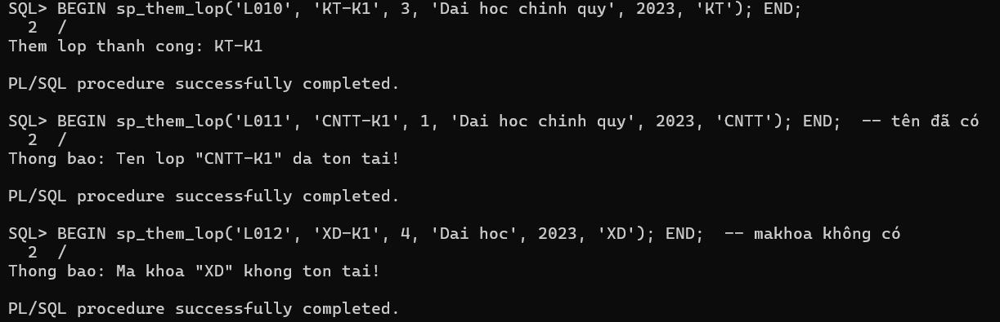 SQL> BEGIN sp_them_lop('L010', 'KT-K1', 3, 'Dai hoc chinh quy', 2023, 'KT'); END;
  2  /
Them lop thanh cong: KT-K1

PL/SQL procedure successfully completed.

SQL> BEGIN sp_them_lop('L011', 'CNTT-K1', 1, 'Dai hoc chinh quy', 2023, 'CNTT'); END;  -- tên đã có
  2  /
Thong bao: Ten lop "CNTT-K1" da ton tai!

PL/SQL procedure successfully completed.

SQL> BEGIN sp_them_lop('L012', 'XD-K1', 4, 'Dai hoc', 2023, 'XD'); END;  -- makhoa không có
  2  /
Thong bao: Ma khoa "XD" khong ton tai!

PL/SQL procedure successfully completed.